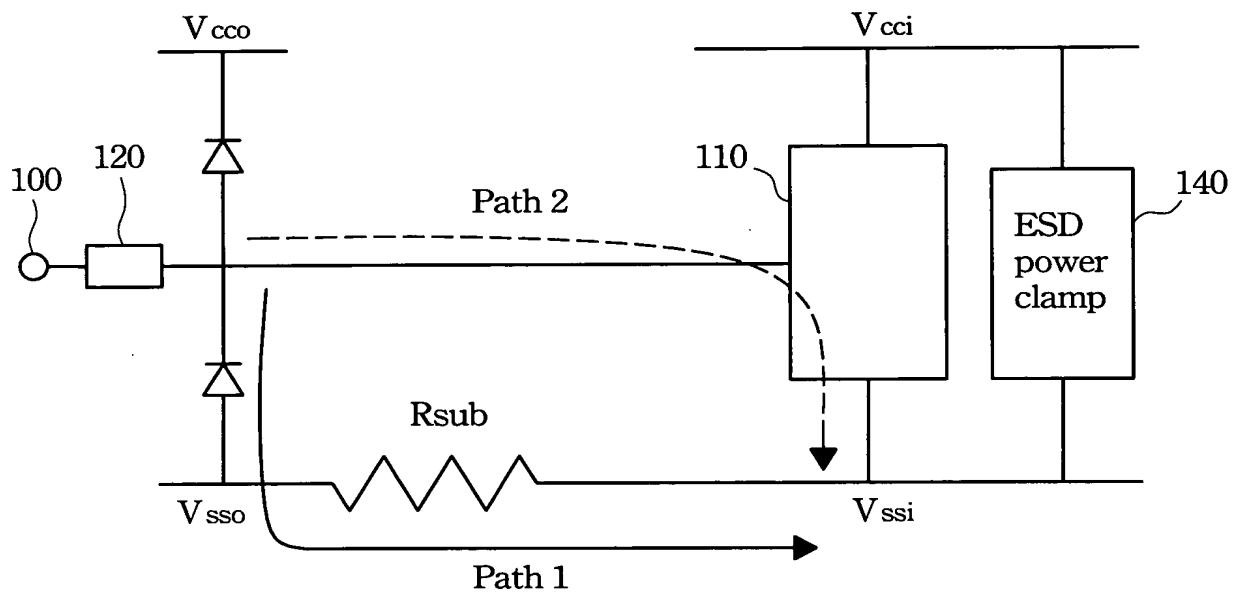 Vcco
Vcci
120
110
100
140
Path 2
ESD
power
clamp
Rsub
Vsso
Vssi
Path 1